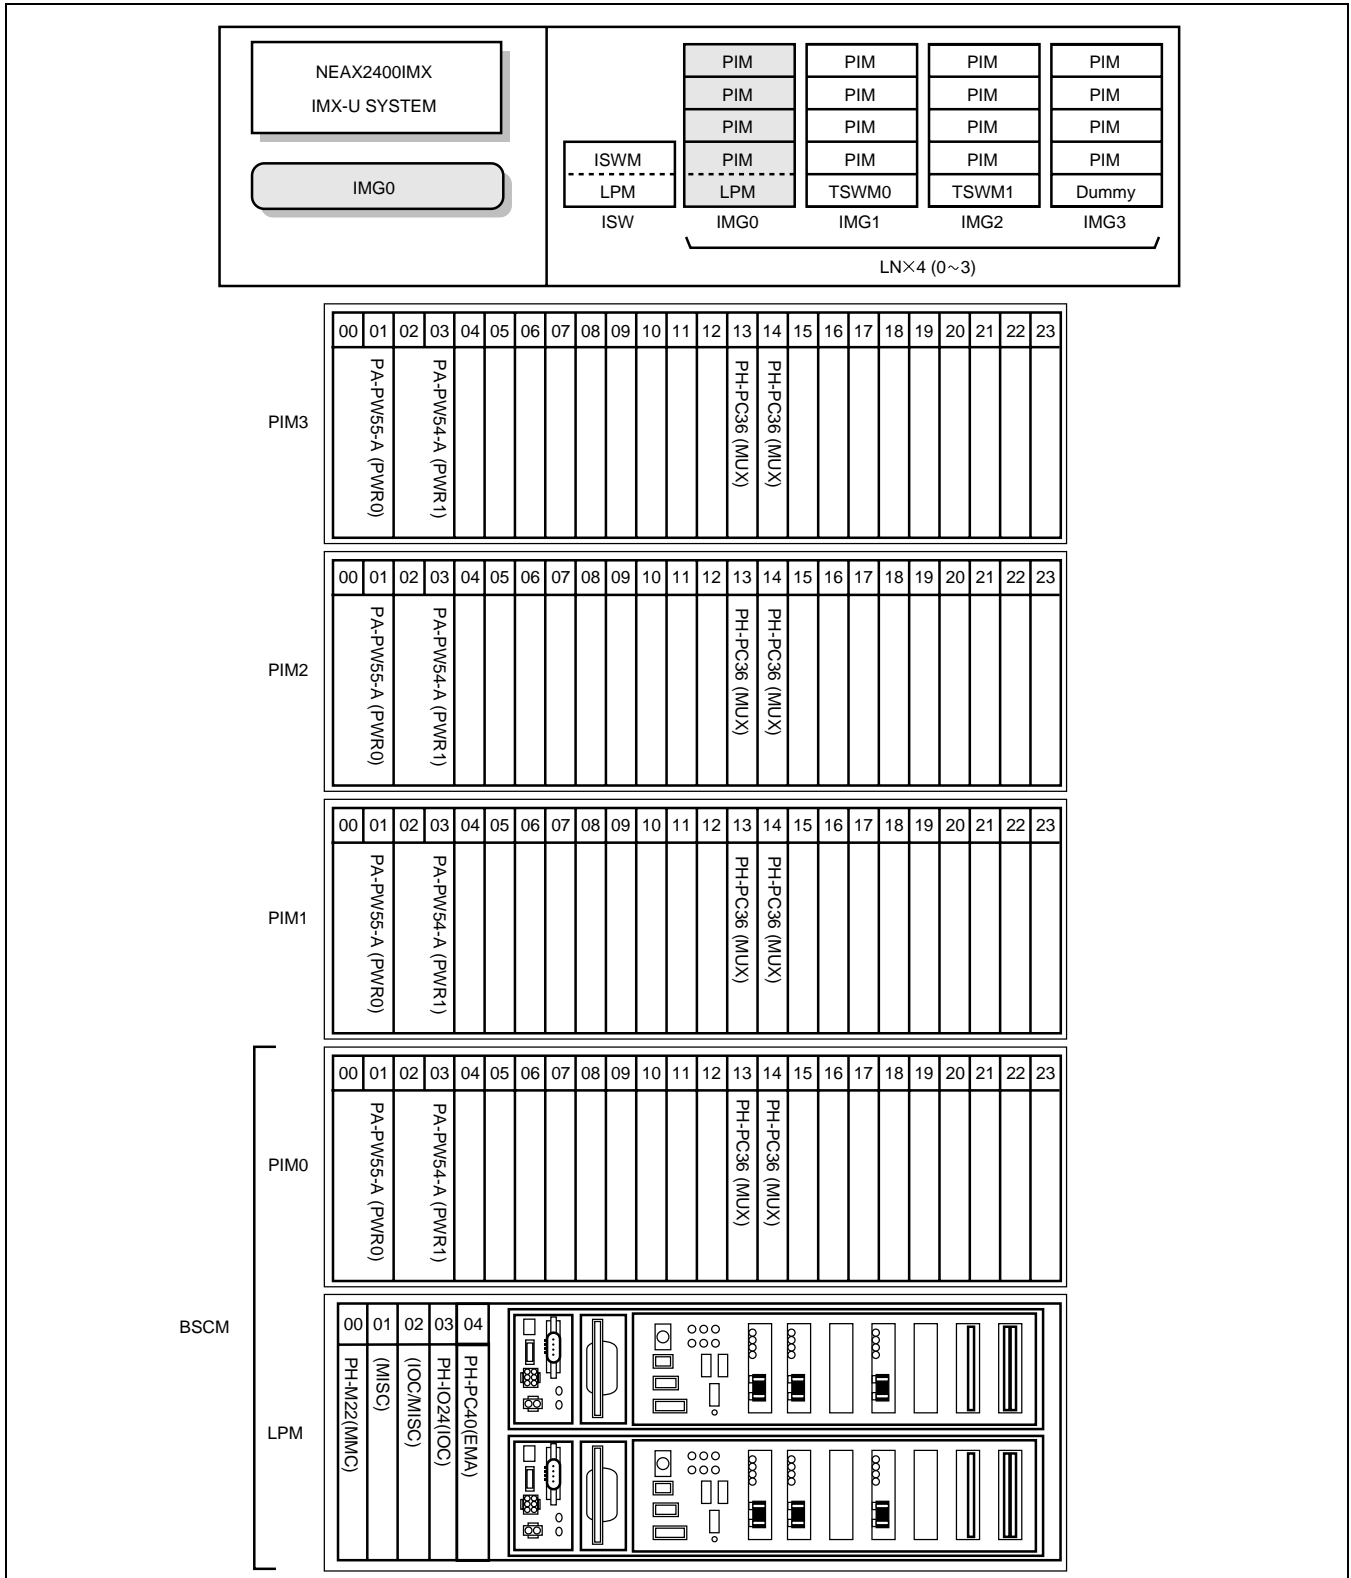 NEAX2400IMX
IMX-U SYSTEM
IMG0
PIM PIM PIM PIM
PIM PIM PIM PIM
PIM PIM PIM PIM
ISWM PIM PIM PIM PIM
LPM LPM TSWM0 TSWM1 Dummy
ISW IMG0 IMG1 IMG2 IMG3
LN×4 (0~3)
00 01 02 03 04 05 06 07 08 09 10 11 12 13 14 15 16 17 18 19 20 21 22 23
PIM3
PA-PW55-A (PWR0)
PA-PW54-A (PWR1)
PH-PC36 (MUX)
PH-PC36 (MUX)
00 01 02 03 04 05 06 07 08 09 10 11 12 13 14 15 16 17 18 19 20 21 22 23
PIM2
PA-PW55-A (PWR0)
PA-PW54-A (PWR1)
PH-PC36 (MUX)
PH-PC36 (MUX)
00 01 02 03 04 05 06 07 08 09 10 11 12 13 14 15 16 17 18 19 20 21 22 23
PIM1
PA-PW55-A (PWR0)
PA-PW54-A (PWR1)
PH-PC36 (MUX)
PH-PC36 (MUX)
00 01 02 03 04 05 06 07 08 09 10 11 12 13 14 15 16 17 18 19 20 21 22 23
PIM0
PA-PW55-A (PWR0)
PA-PW54-A (PWR1)
PH-PC36 (MUX)
PH-PC36 (MUX)
BSCM
00 01 02 03 04
LPM
PH-M22(MMC)
(MISC)
(IOC/MISC)
PH-IO24(IOC)
PH-PC40(EMA)